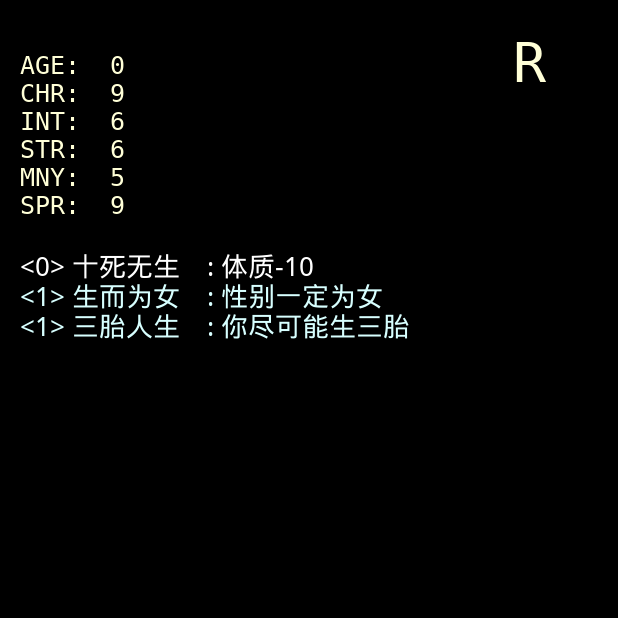 R
AGE: 0
CHR: 9
INT: 6
STR: 6
MNY: 5
SPR: 9
<0> 十死无生 : 体质-10
<1> 生而为女 : 性别一定为女
<1> 三胎人生 : 你尽可能生三胎